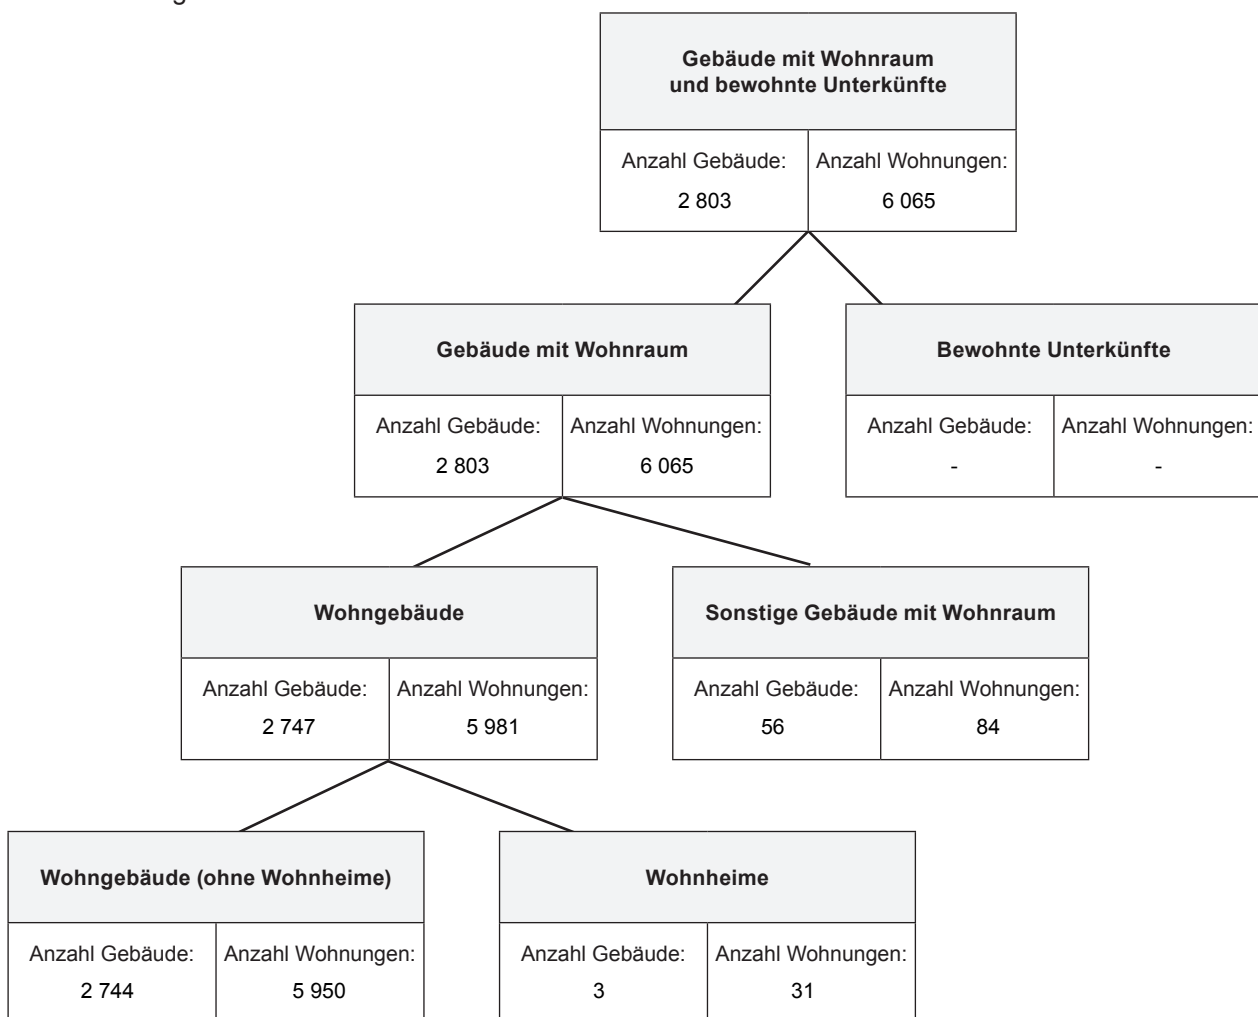 Gebäude mit Wohnraum
und bewohnte Unterkünfte
Anzahl Gebäude: Anzahl Wohnungen:
2 803 6 065
Gebäude mit Wohnraum
Anzahl Gebäude: Anzahl Wohnungen:
2 803 6 065
Bewohnte Unterkünfte
Anzahl Gebäude: Anzahl Wohnungen:
- -
Wohngebäude
Anzahl Gebäude: Anzahl Wohnungen:
2 747 5 981
Sonstige Gebäude mit Wohnraum
Anzahl Gebäude: Anzahl Wohnungen:
56 84
Wohngebäude (ohne Wohnheime)
Anzahl Gebäude: Anzahl Wohnungen:
2 744 5 950
Wohnheime
Anzahl Gebäude: Anzahl Wohnungen:
3 31